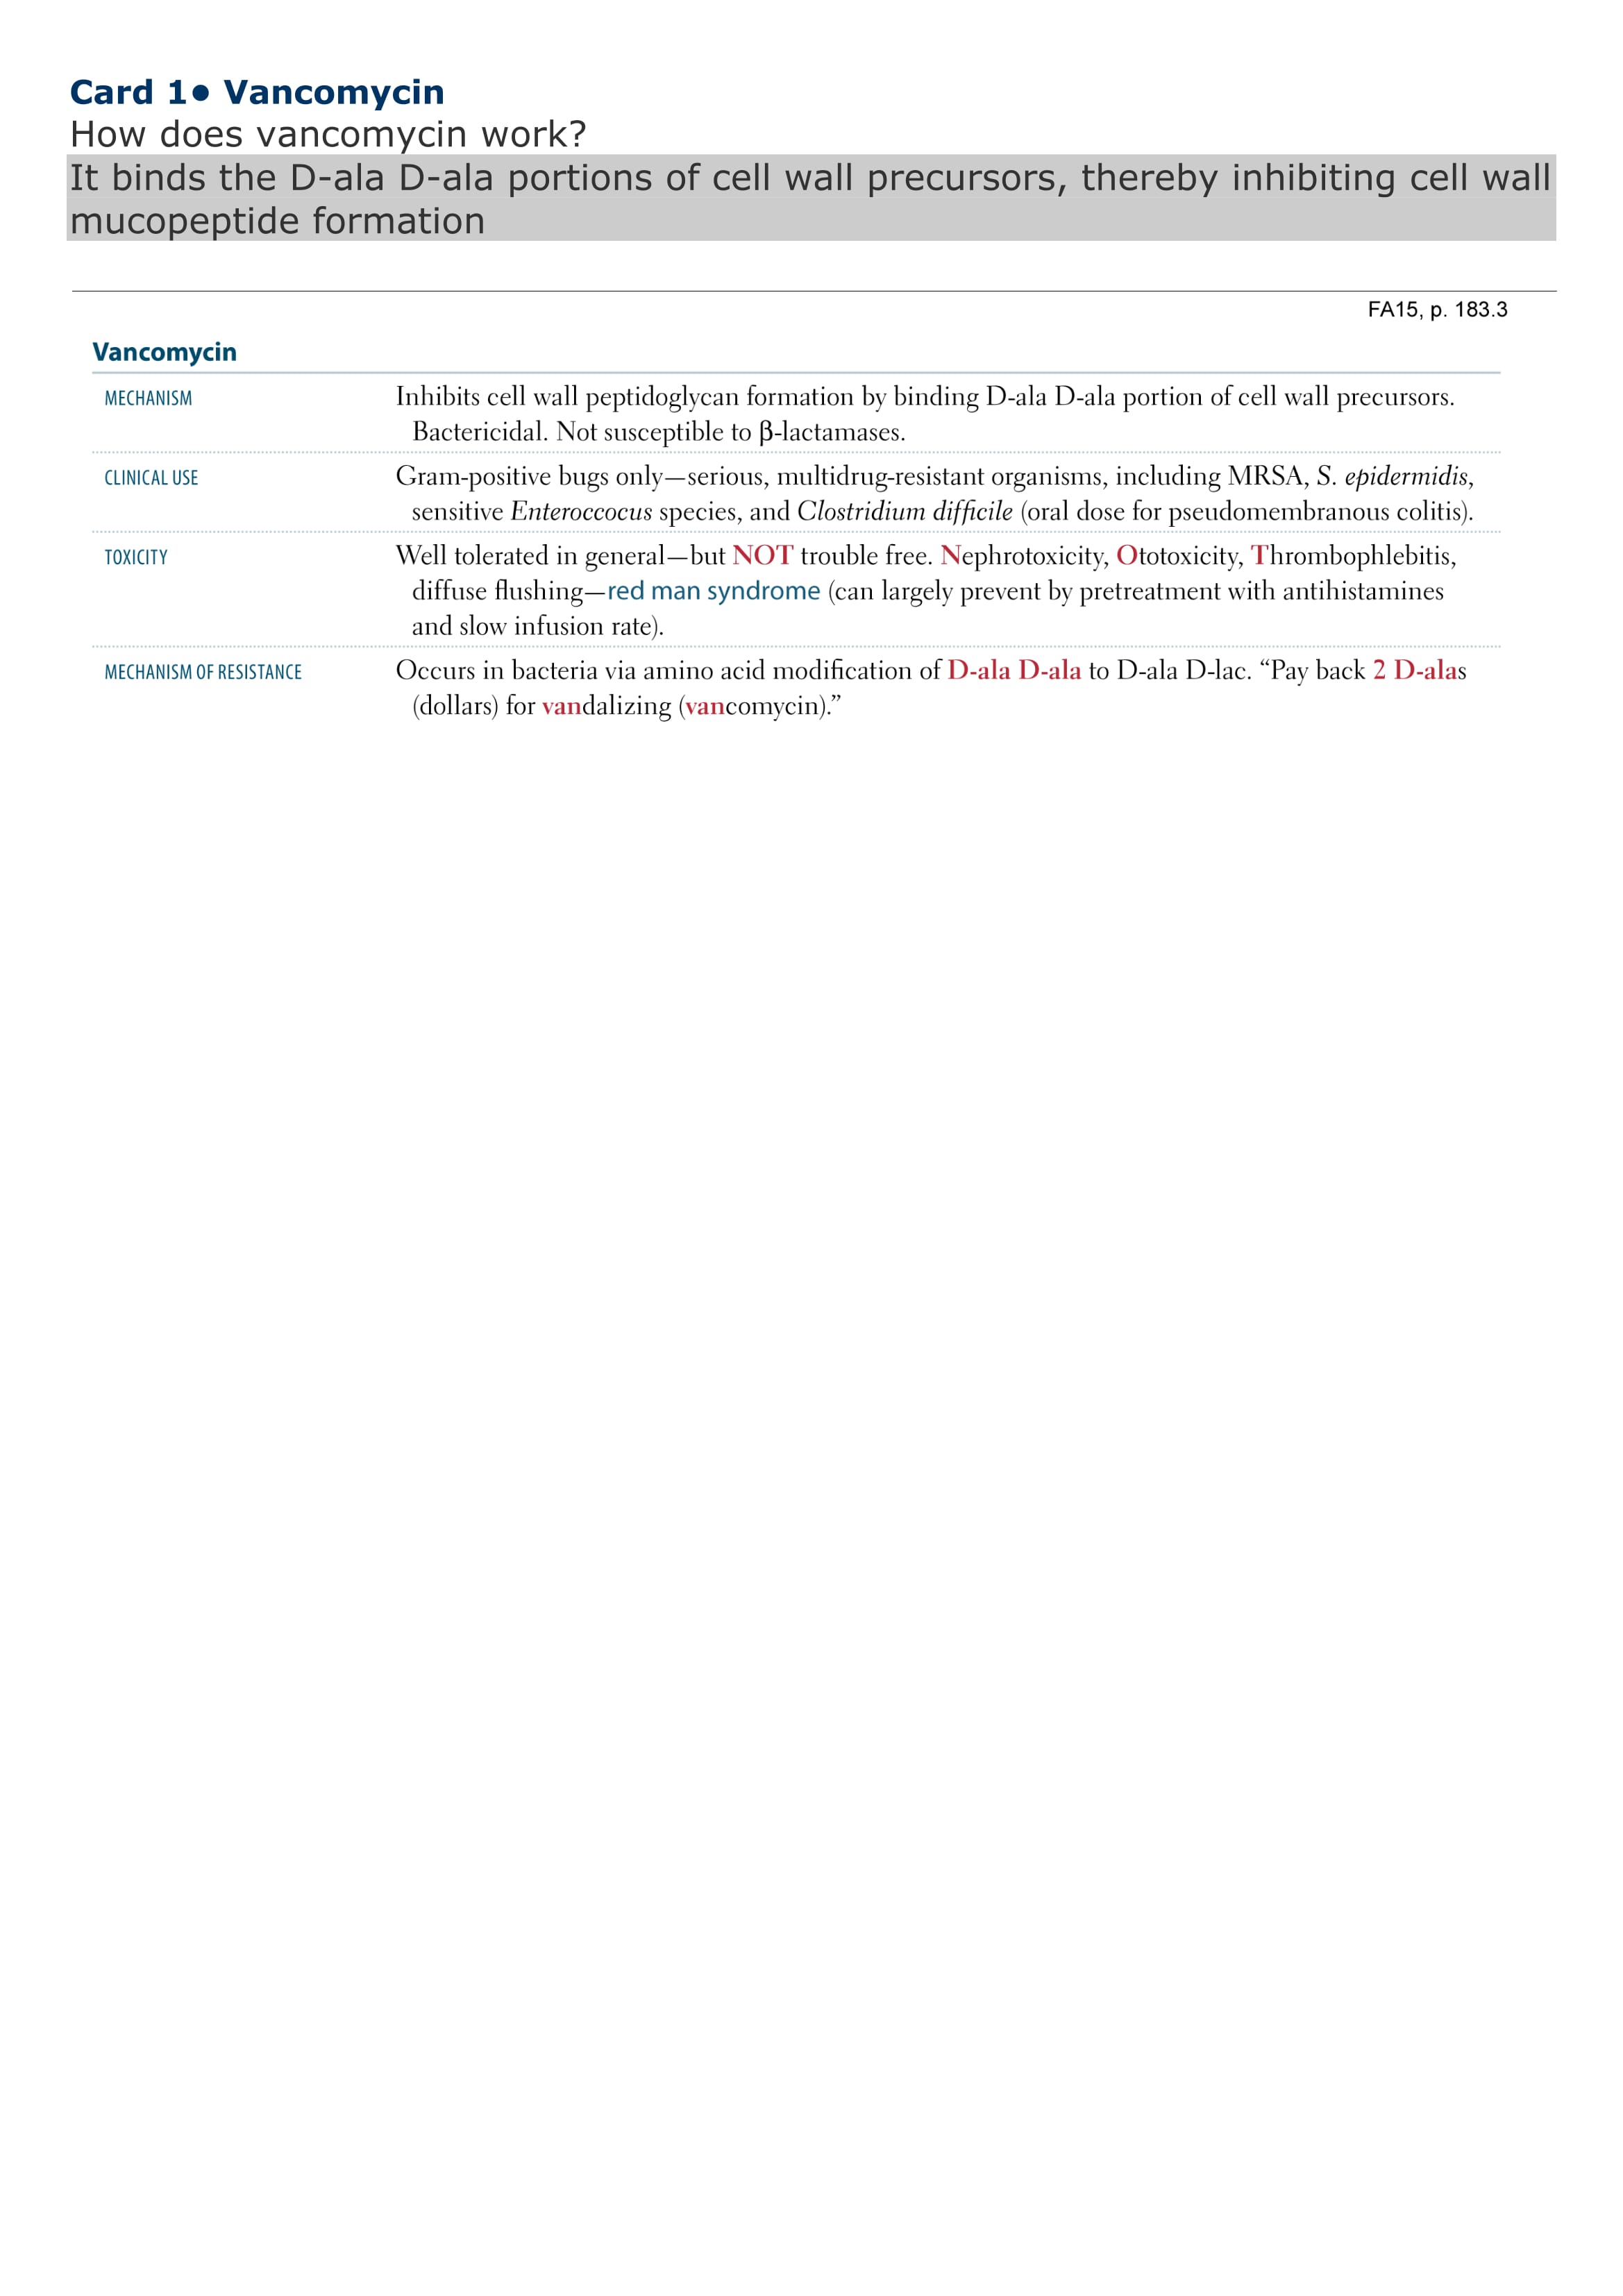 Card 1● Vancomycin
How does vancomycin work?
It binds the D-ala D-ala portions of cell wall precursors, thereby inhibiting cell wall
mucopeptide formation
FA15, p. 183.3
Vancomycin
MECHANISM Inhibits cell wall peptidoglycan formation by binding D-ala D-ala portion of cell wall precursors.
Bactericidal. Not susceptible to β-lactamases.
CLINICAL USE Gram-positive bugs only—serious, multidrug-resistant organisms, including MRSA, S. epidermidis,
sensitive Enteroccocus species, and Clostridium difficile (oral dose for pseudomembranous colitis).
TOXICITY Well tolerated in general—but NOT trouble free. Nephrotoxicity, Ototoxicity, Thrombophlebitis,
diffuse flushing—red man syndrome (can largely prevent by pretreatment with antihistamines
and slow infusion rate).
MECHANISM OF RESISTANCE Occurs in bacteria via amino acid modification of D-ala D-ala to D-ala D-lac. “Pay back 2 D-alas
(dollars) for vandalizing (vancomycin).”